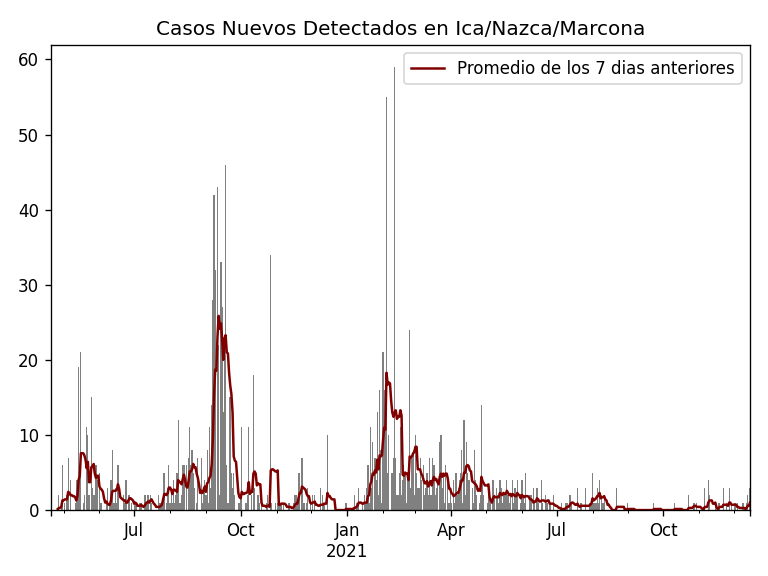 Casos Nuevos Detectados en Ica/Nazca/Marcona
Promedio de los 7 dias anteriores
60
50
40
30
20
10
0
Jul
Oct
Jan
2021
Apr
Jul
Oct